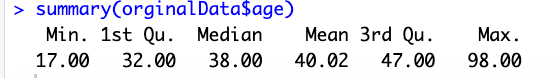 > summary(orginalData$age)
Min. 1st Qu. Median Mean 3rd Qu. Max.
17.00 32.00 38.00 40.02 47.00 98.00